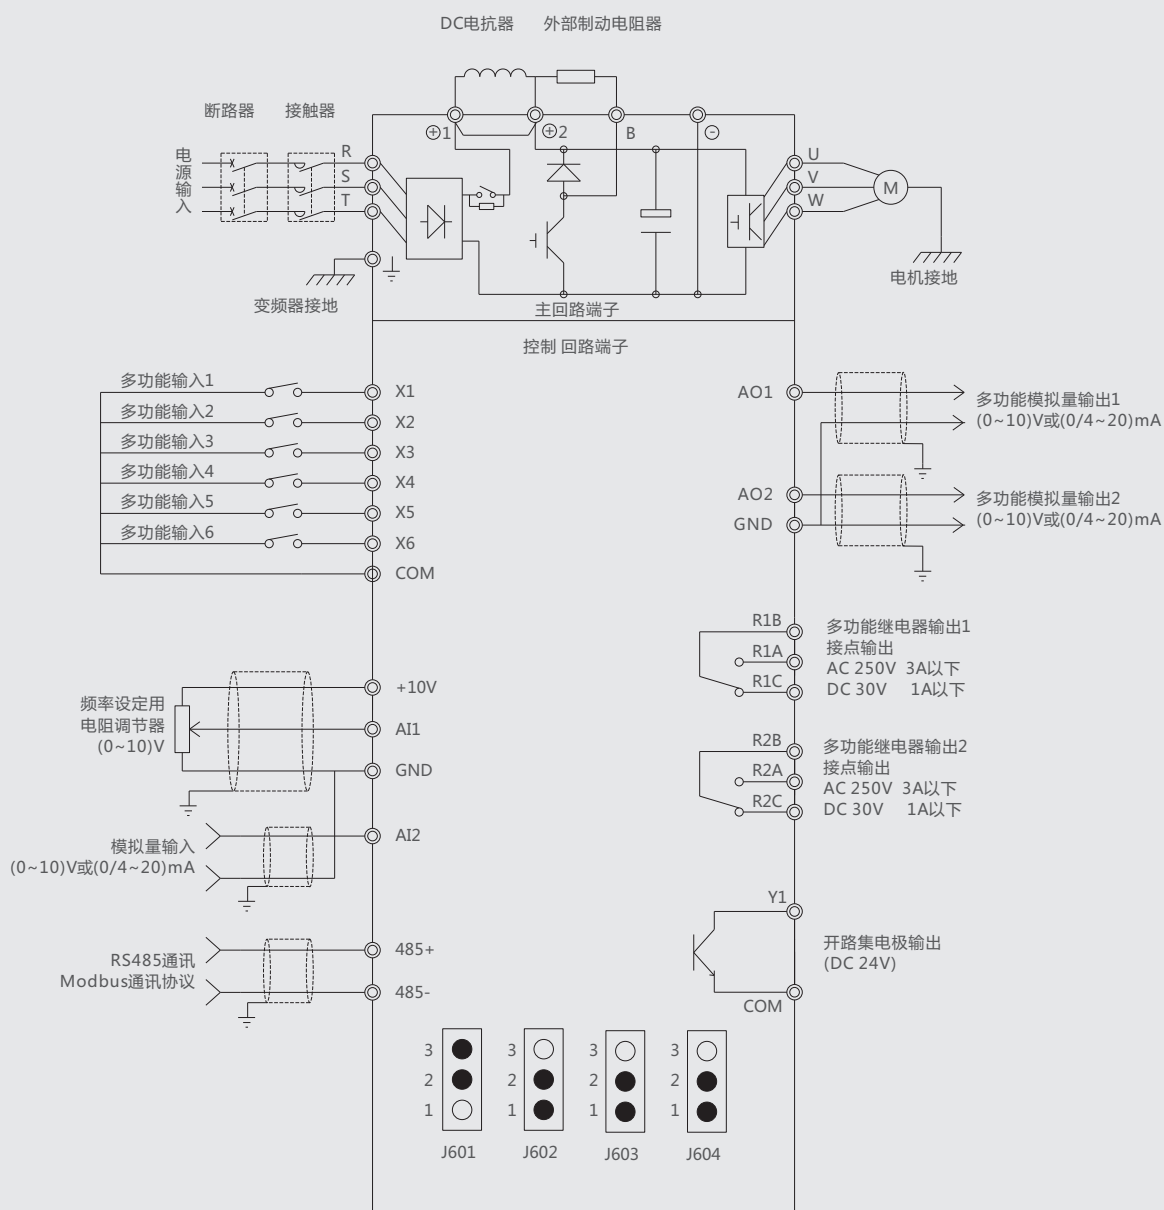 DC电抗器 外部制动电阻器
断路器 接触器
⊕1 ⊕2 B ⊖
电源输入
R
S
T
U
V
W
M
变频器接地
电机接地
主回路端子
控制 回路端子
多功能输入1 X1
多功能输入2 X2
多功能输入3 X3
多功能输入4 X4
多功能输入5 X5
多功能输入6 X6
COM
AO1
多功能模拟量输出1
(0~10)V或(0/4~20)mA
AO2
GND
多功能模拟量输出2
(0~10)V或(0/4~20)mA
R1B
R1A
R1C
多功能继电器输出1
接点输出
AC 250V 3A以下
DC 30V 1A以下
频率设定用
电阻调节器
(0~10)V
+10V
AI1
GND
R2B
R2A
R2C
多功能继电器输出2
接点输出
AC 250V 3A以下
DC 30V 1A以下
模拟量输入
(0~10)V或(0/4~20)mA
AI2
Y1
开路集电极输出
(DC 24V)
COM
RS485通讯
Modbus通讯协议
485+
485-
3 3 3 3
2 2 2 2
1 1 1 1
J601 J602 J603 J604